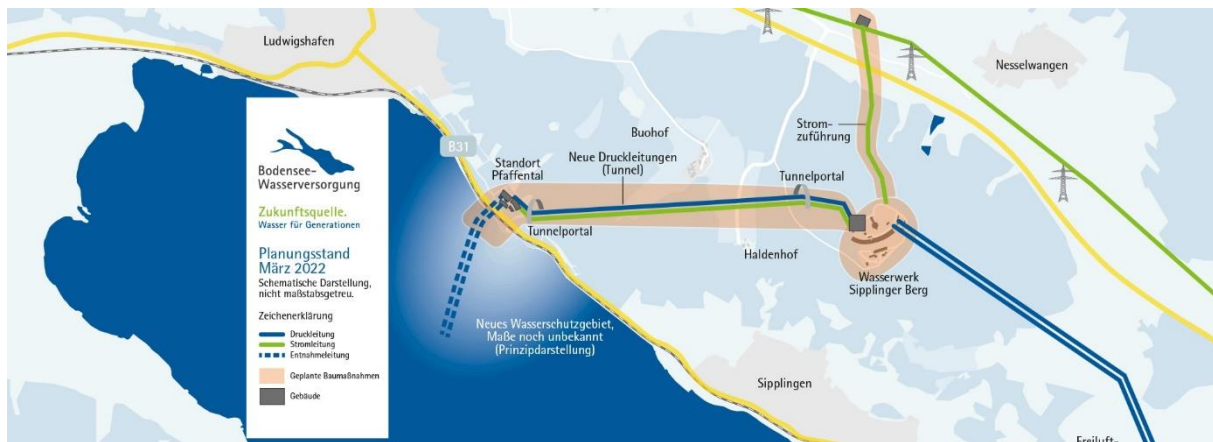 Ludwigshafen
Nesselwangen
B31
Buohof
Strom-
zuführung
Standort
Pfaffental
Neue Druckleitungen
(Tunnel)
Tunnelportal
Tunnelportal
Haldenhof
Wasserwerk
Sipplinger Berg
Bodensee-
Wasserversorgung
Zukunftsquelle.
Wasser für Generationen
Planungsstand
März 2022
Schematische Darstellung,
nicht maßstabsgetreu.
Zeichenerklärung
Druckleitung
Stromleitung
Entnahmeleitung
Geplante Baumaßnahmen
Gebäude
Neues Wasserschutzgebiet,
Maße noch unbekannt
(Prinzipdarstellung)
Sipplingen
Freiluft-